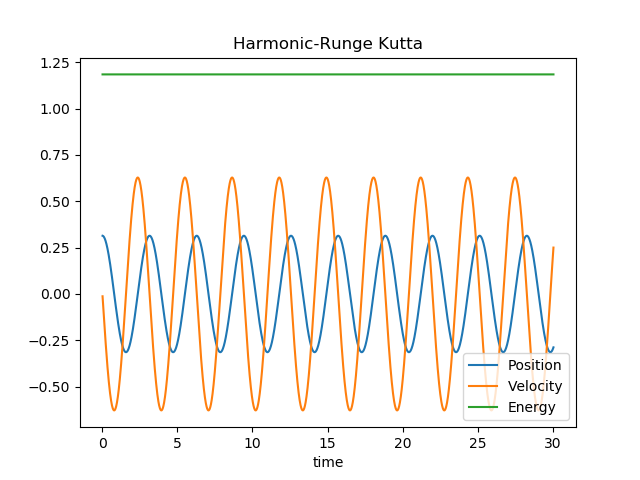 Harmonic-Runge Kutta
1.25
1.00
0.75
0.50
0.25
0.00
−0.25
−0.50
Position
Velocity
Energy
0 5 10 15 20 25 30
time